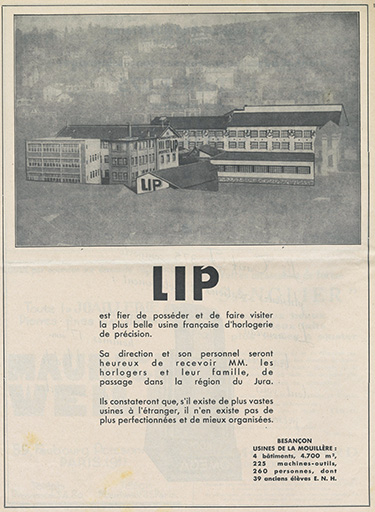 LIP
LIP
LIP
est fier de posséder et de faire visiter
la plus belle usine française d'horlogerie
de précision.
Sa direction et son personnel seront
heureux de recevoir MM. les
horlogers et leur famille, de
passage dans la région du Jura.
Ils constateront que, s'il existe de plus vastes
usines à l'étranger, il n'en existe pas de
plus perfectionnées et de mieux organisées.
BESANÇON
USINES DE LA MOUILLÈRE :
4 bâtiments, 4.700 m²,
225 machines-outils,
260 personnes, dont
39 anciens élèves E. N. H.